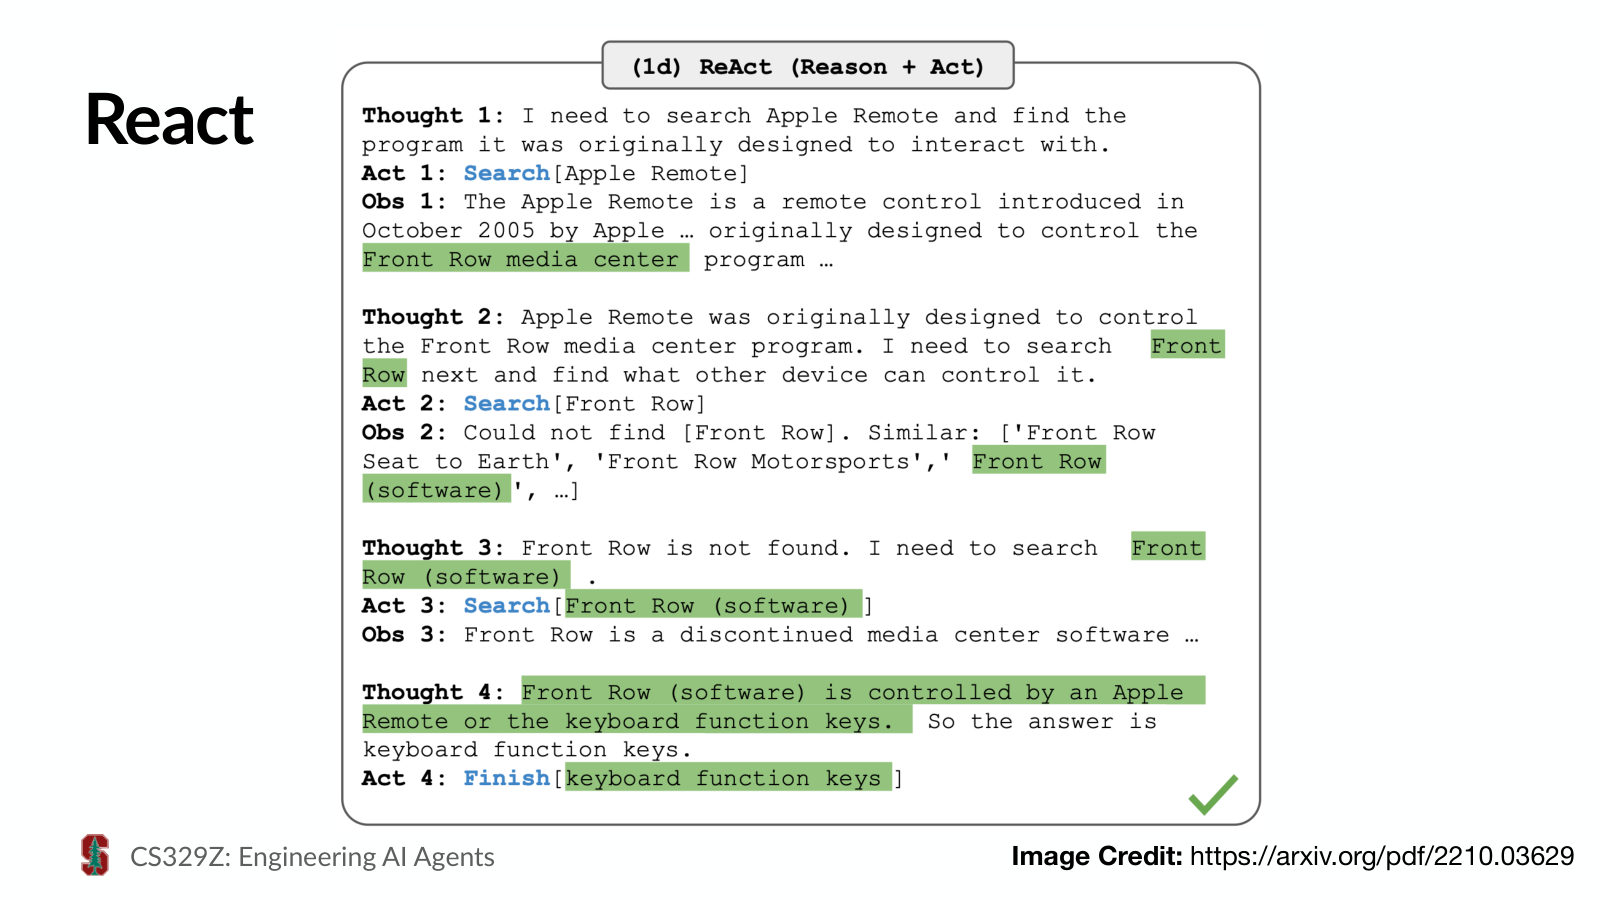 React
(1d) ReAct (Reason + Act)
Thought 1: I need to search Apple Remote and find the
program it was originally designed to interact with.
Act 1: Search[Apple Remote]
Obs 1: The Apple Remote is a remote control introduced in
October 2005 by Apple … originally designed to control the
Front Row media center program …
Thought 2: Apple Remote was originally designed to control
the Front Row media center program. I need to search Front
Row next and find what other device can control it.
Act 2: Search[Front Row]
Obs 2: Could not find [Front Row]. Similar: ['Front Row
Seat to Earth', 'Front Row Motorsports',' Front Row
(software)', …]
Thought 3: Front Row is not found. I need to search Front
Row (software) .
Act 3: Search[Front Row (software) ]
Obs 3: Front Row is a discontinued media center software …
Thought 4: Front Row (software) is controlled by an Apple
Remote or the keyboard function keys. So the answer is
keyboard function keys.
Act 4: Finish[keyboard function keys ]
CS329Z: Engineering AI Agents
Image Credit: https://arxiv.org/pdf/2210.03629